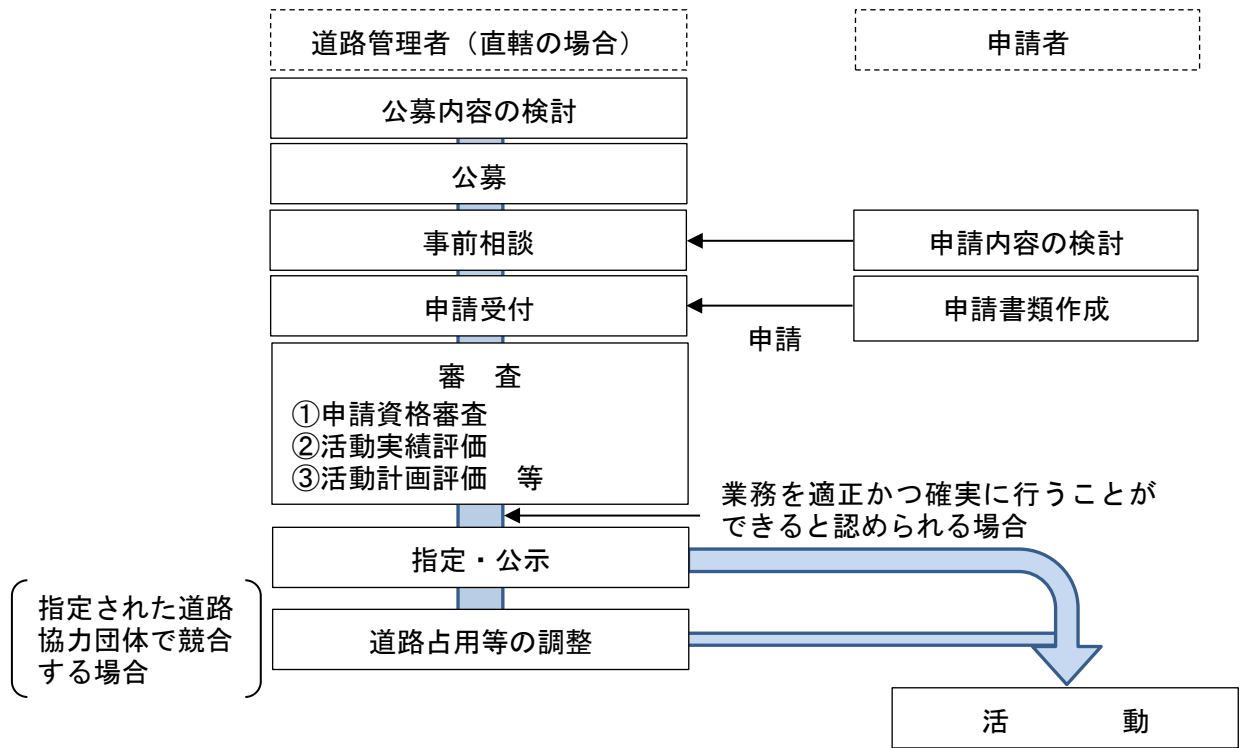 道路管理者（直轄の場合）
申請者
公募内容の検討
公募
事前相談
申請内容の検討
申請受付
申請書類作成
申請
審　査
①申請資格審査
②活動実績評価
③活動計画評価　等
業務を適正かつ確実に行うことが
できると認められる場合
指定・公示
指定された道路
協力団体で競合
する場合
道路占用等の調整
活　　　動